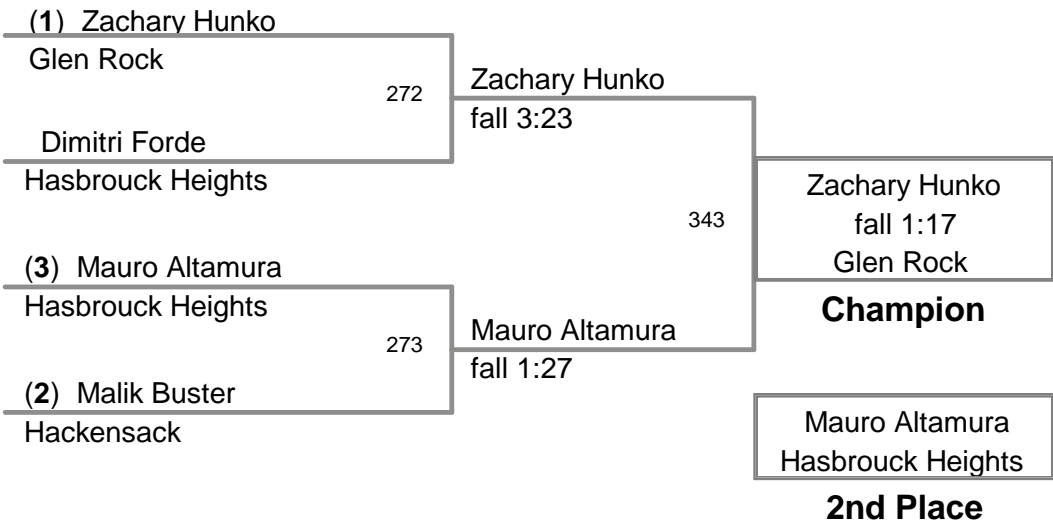 (1) Zachary Hunko
Glen Rock
272
Dimitri Forde
Hasbrouck Heights
Zachary Hunko
fall 3:23
(3) Mauro Altamura
Hasbrouck Heights
273
(2) Malik Buster
Hackensack
Mauro Altamura
fall 1:27
343
Zachary Hunko
fall 1:17
Glen Rock
Champion
Mauro Altamura
Hasbrouck Heights
2nd Place